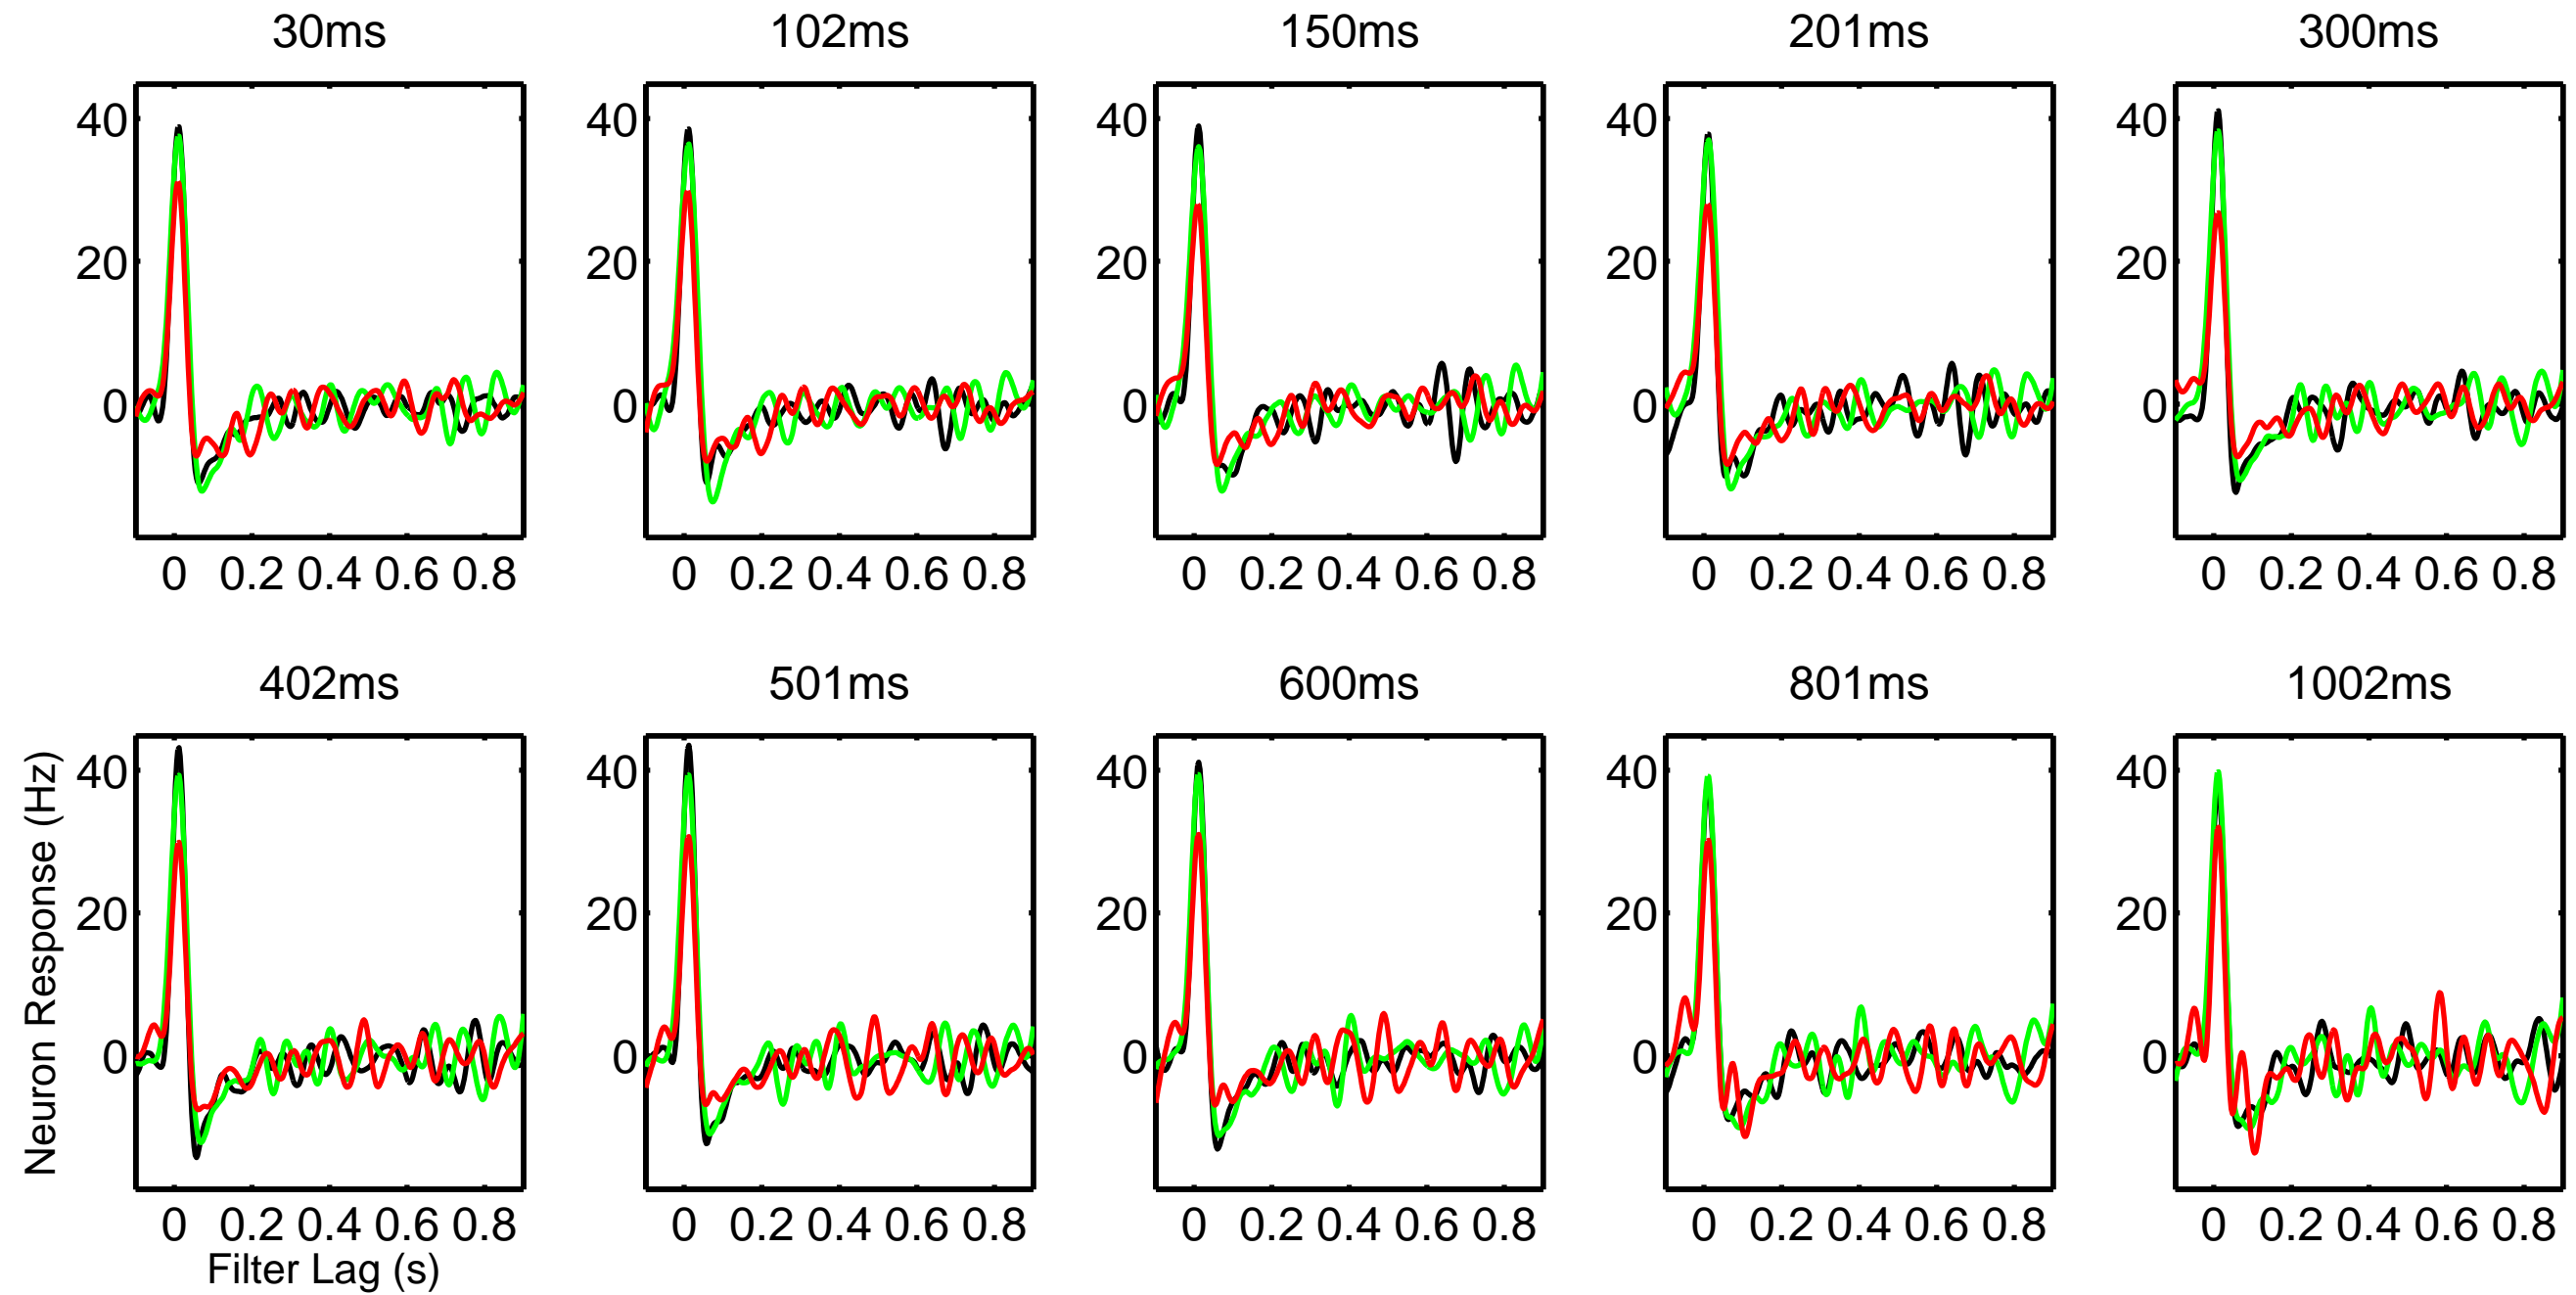 30ms 102ms 150ms 201ms 300ms
40 40 40 40 40
20 20 20 20 20
0 0 0 0 0
0 0.2 0.4 0.6 0.8 0 0.2 0.4 0.6 0.8 0 0.2 0.4 0.6 0.8 0 0.2 0.4 0.6 0.8 0 0.2 0.4 0.6 0.8
402ms 501ms 600ms 801ms 1002ms
Neuron Response (Hz)
40 40 40 40 40
20 20 20 20 20
0 0 0 0 0
0 0.2 0.4 0.6 0.8 0 0.2 0.4 0.6 0.8 0 0.2 0.4 0.6 0.8 0 0.2 0.4 0.6 0.8 0 0.2 0.4 0.6 0.8
Filter Lag (s)